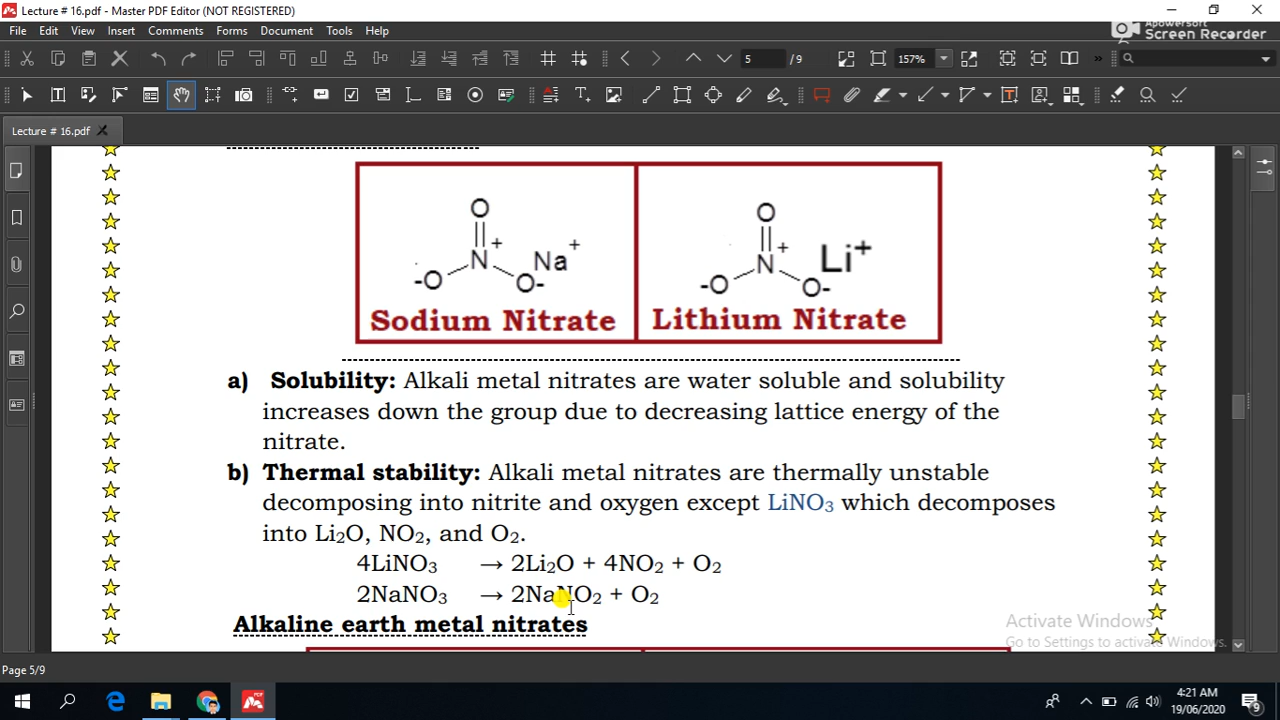 Lecture # 16.pdf - Master PDF Editor (NOT REGISTERED)
File Edit View Insert Comments Forms Document Tools Help
Apowersoft
Screen Recorder
5 / 9 157%
Lecture # 16.pdf
O
N + Na +
-O O-
Sodium Nitrate
O
N + Li+
-O O-
Lithium Nitrate
a) Solubility: Alkali metal nitrates are water soluble and solubility
increases down the group due to decreasing lattice energy of the
nitrate.
b) Thermal stability: Alkali metal nitrates are thermally unstable
decomposing into nitrite and oxygen except LiNO₃ which decomposes
into Li₂O, NO₂, and O₂.
4LiNO₃ → 2Li₂O + 4NO₂ + O₂
2NaNO₃ → 2NaNO₂ + O₂
Alkaline earth metal nitrates
Activate Windows
Go to Settings to activate Windows.
Page 5/9
4:21 AM
19/06/2020
9